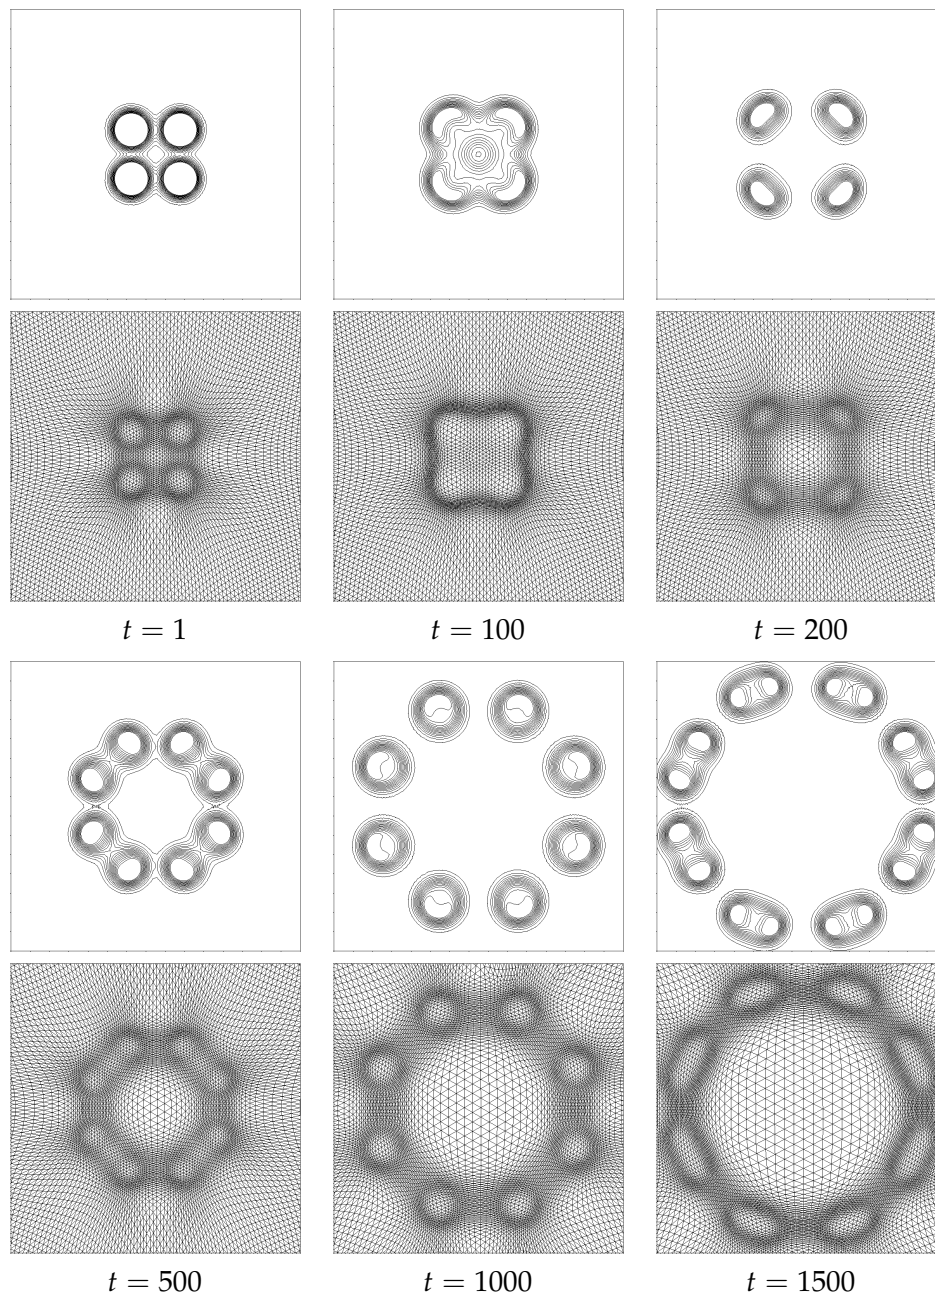 t = 1 t = 100 t = 200
t = 500 t = 1000 t = 1500